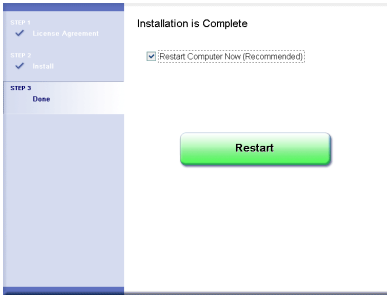 STEP 1
License Agreement
STEP 2
Install
STEP 3
Done
Installation is Complete
Restart Computer Now (Recommended)
Restart